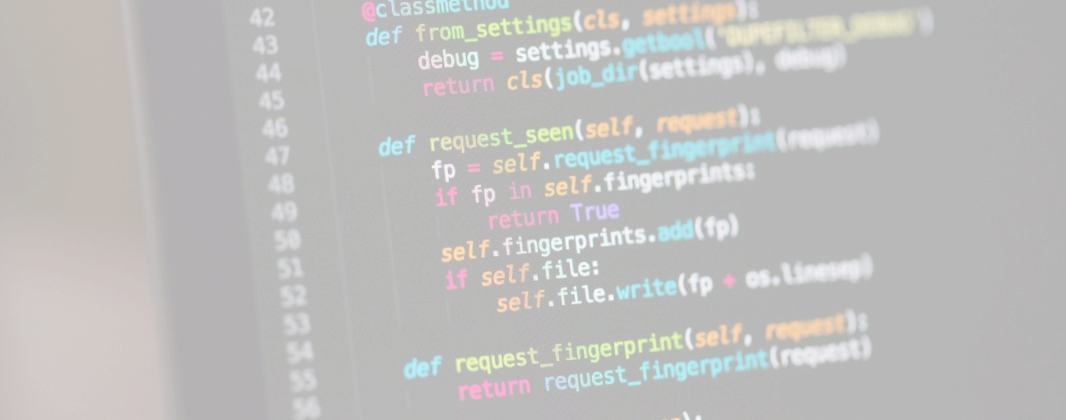 42 @classmethod
43 def from_settings(cls, settings):
44 debug = settings.getbool("DUPEFILTER_DEBUG")
45 return cls(job_dir(settings), debug)
46
47 def request_seen(self, request):
48 fp = self.request_fingerprint(request)
49 if fp in self.fingerprints:
50 return True
51 self.fingerprints.add(fp)
52 if self.file:
53 self.file.write(fp + os.linesep)
54
55 def request_fingerprint(self, request):
56 return request_fingerprint(request)